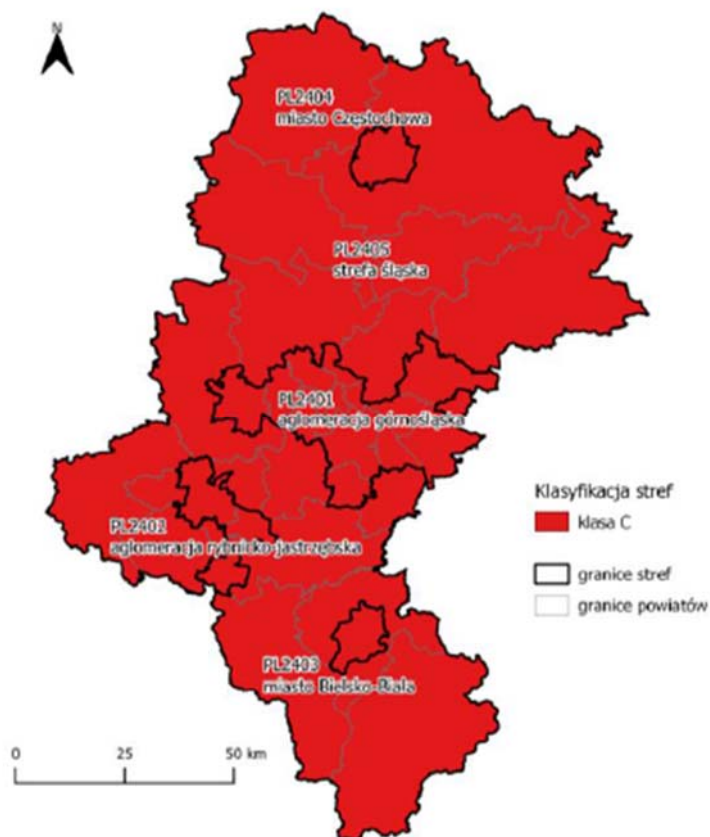 N
PL2404
miasto Częstochowa
PL2405
strefa śląska
PL2401
aglomeracja górnośląska
PL2402
aglomeracja rybnicko-jastrzębska
PL2403
miasto Bielsko-Biała
Klasyfikacja stref
klasa C
granice stref
granice powiatów
0 25 50 km